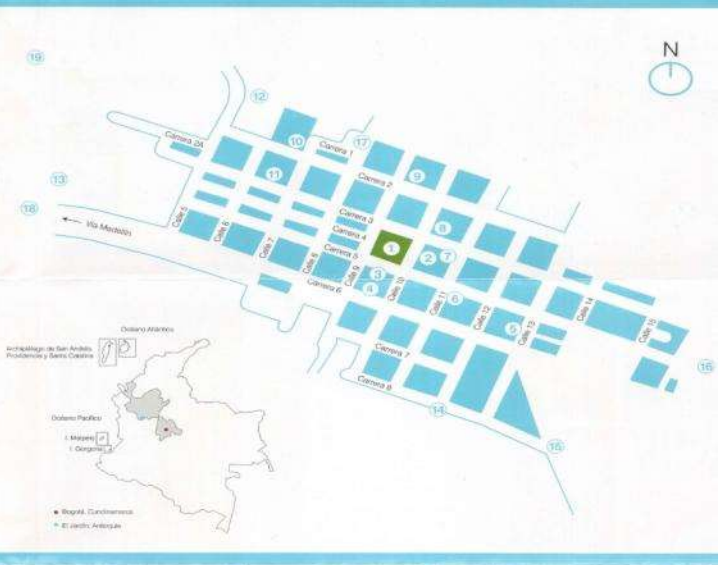 N
19
12
10
17
Carrera 1
Carrera 2A
11
9
Carrera 2
13
18
Vía Medellín
Calle 5
Calle 6
Calle 7
Calle 8
Calle 9
Carrera 3
Carrera 4
Carrera 5
Carrera 6
1
8
2
7
3
4
Calle 10
Calle 11
6
Calle 12
5
Calle 13
Calle 14
Calle 15
16
Carrera 7
Carrera 8
14
15
Océano Atlántico
Archipiélago de San Andrés,
Providencia y Santa Catalina
Océano Pacífico
I. Malpelo
I. Gorgona
Bogotá, Cundinamarca
El Jardín, Antioquia